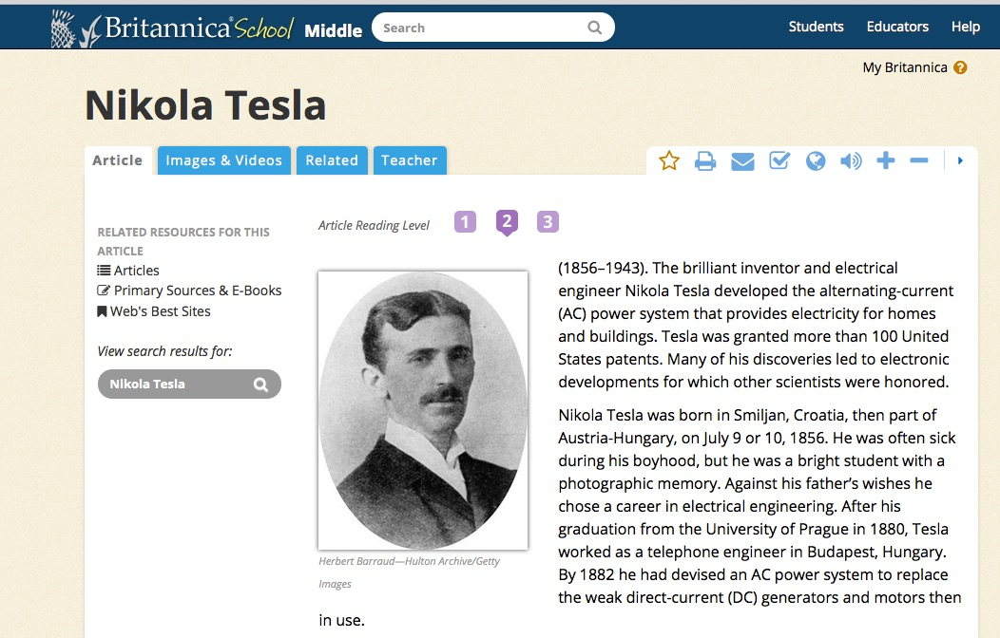 Britannica® School Middle
Search
Students Educators Help
My Britannica ?
Nikola Tesla
Article Images & Videos Related Teacher
Article Reading Level 1 2 3
RELATED RESOURCES FOR THIS
ARTICLE
Articles
Primary Sources & E-Books
Web's Best Sites
View search results for:
Nikola Tesla
Herbert Barraud—Hulton Archive/Getty
Images
(1856–1943). The brilliant inventor and electrical
engineer Nikola Tesla developed the alternating-current
(AC) power system that provides electricity for homes
and buildings. Tesla was granted more than 100 United
States patents. Many of his discoveries led to electronic
developments for which other scientists were honored.
Nikola Tesla was born in Smiljan, Croatia, then part of
Austria-Hungary, on July 9 or 10, 1856. He was often sick
during his boyhood, but he was a bright student with a
photographic memory. Against his father’s wishes he
chose a career in electrical engineering. After his
graduation from the University of Prague in 1880, Tesla
worked as a telephone engineer in Budapest, Hungary.
By 1882 he had devised an AC power system to replace
the weak direct-current (DC) generators and motors then
in use.